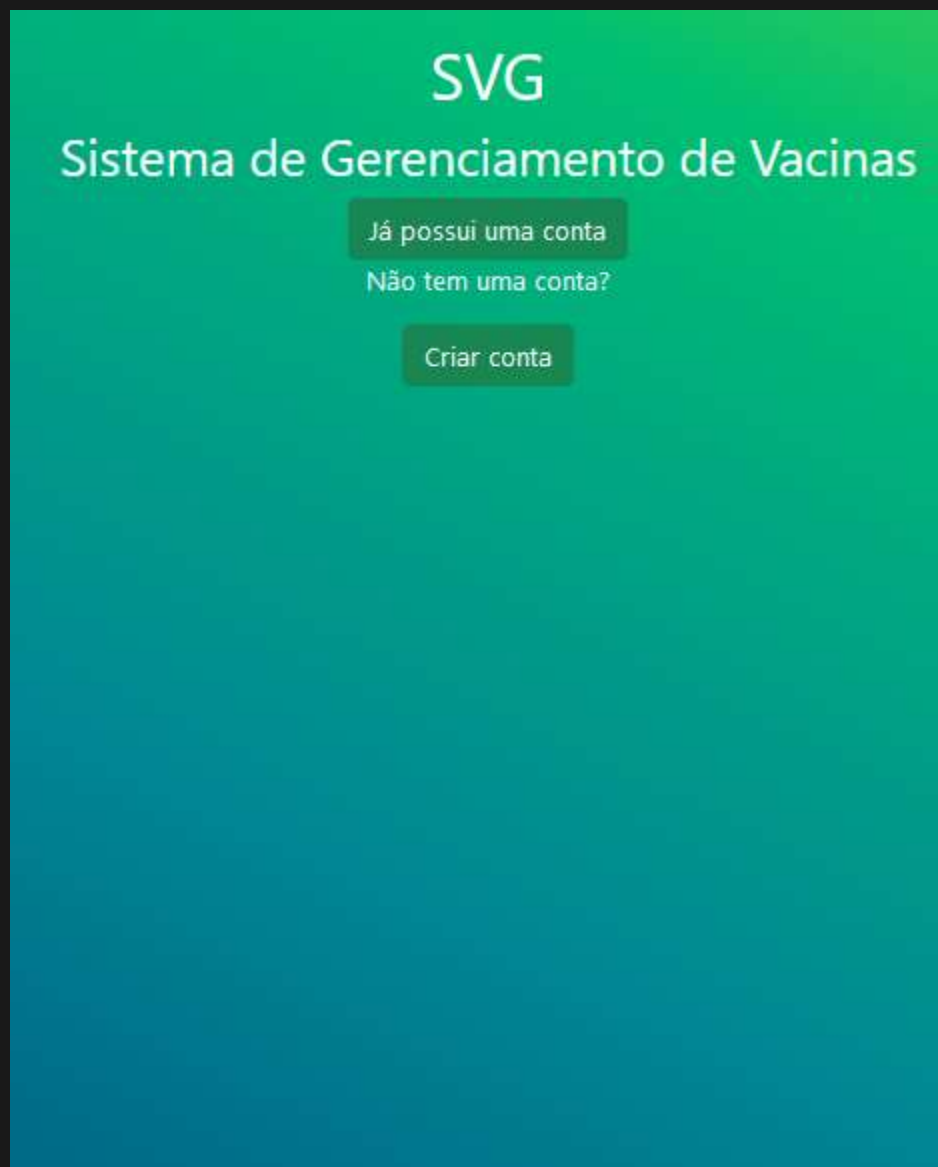 SVG
Sistema de Gerenciamento de Vacinas
Já possui uma conta
Não tem uma conta?
Criar conta